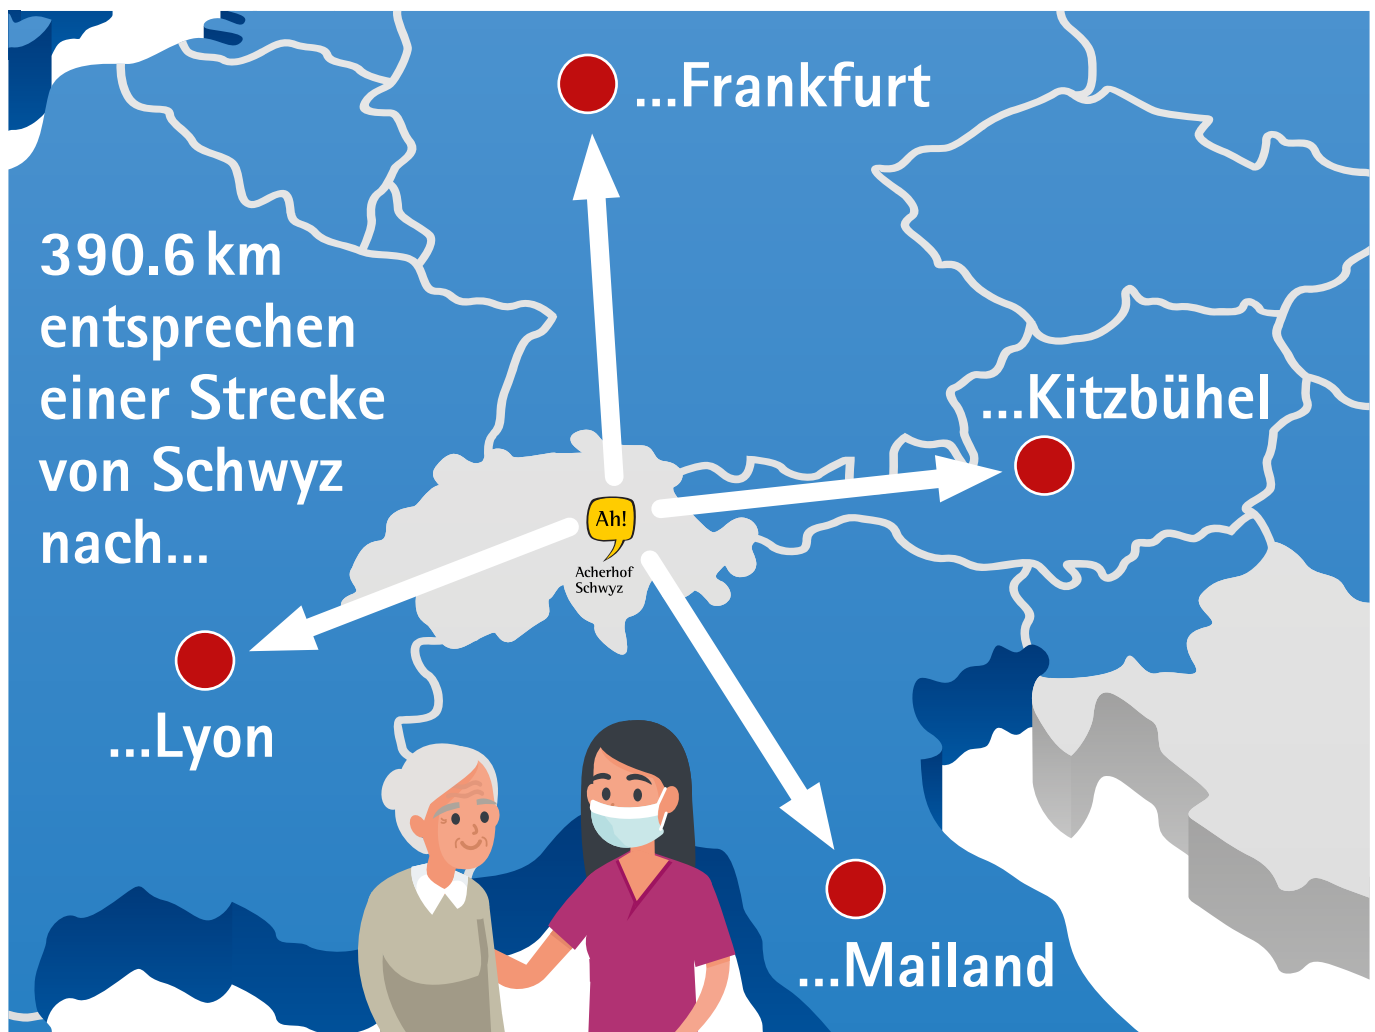 ...Frankfurt
390.6 km
entsprechen
einer Strecke
von Schwyz
nach...
...Kitzbühel
Ah!
Acherhof
Schwyz
...Lyon
...Mailand